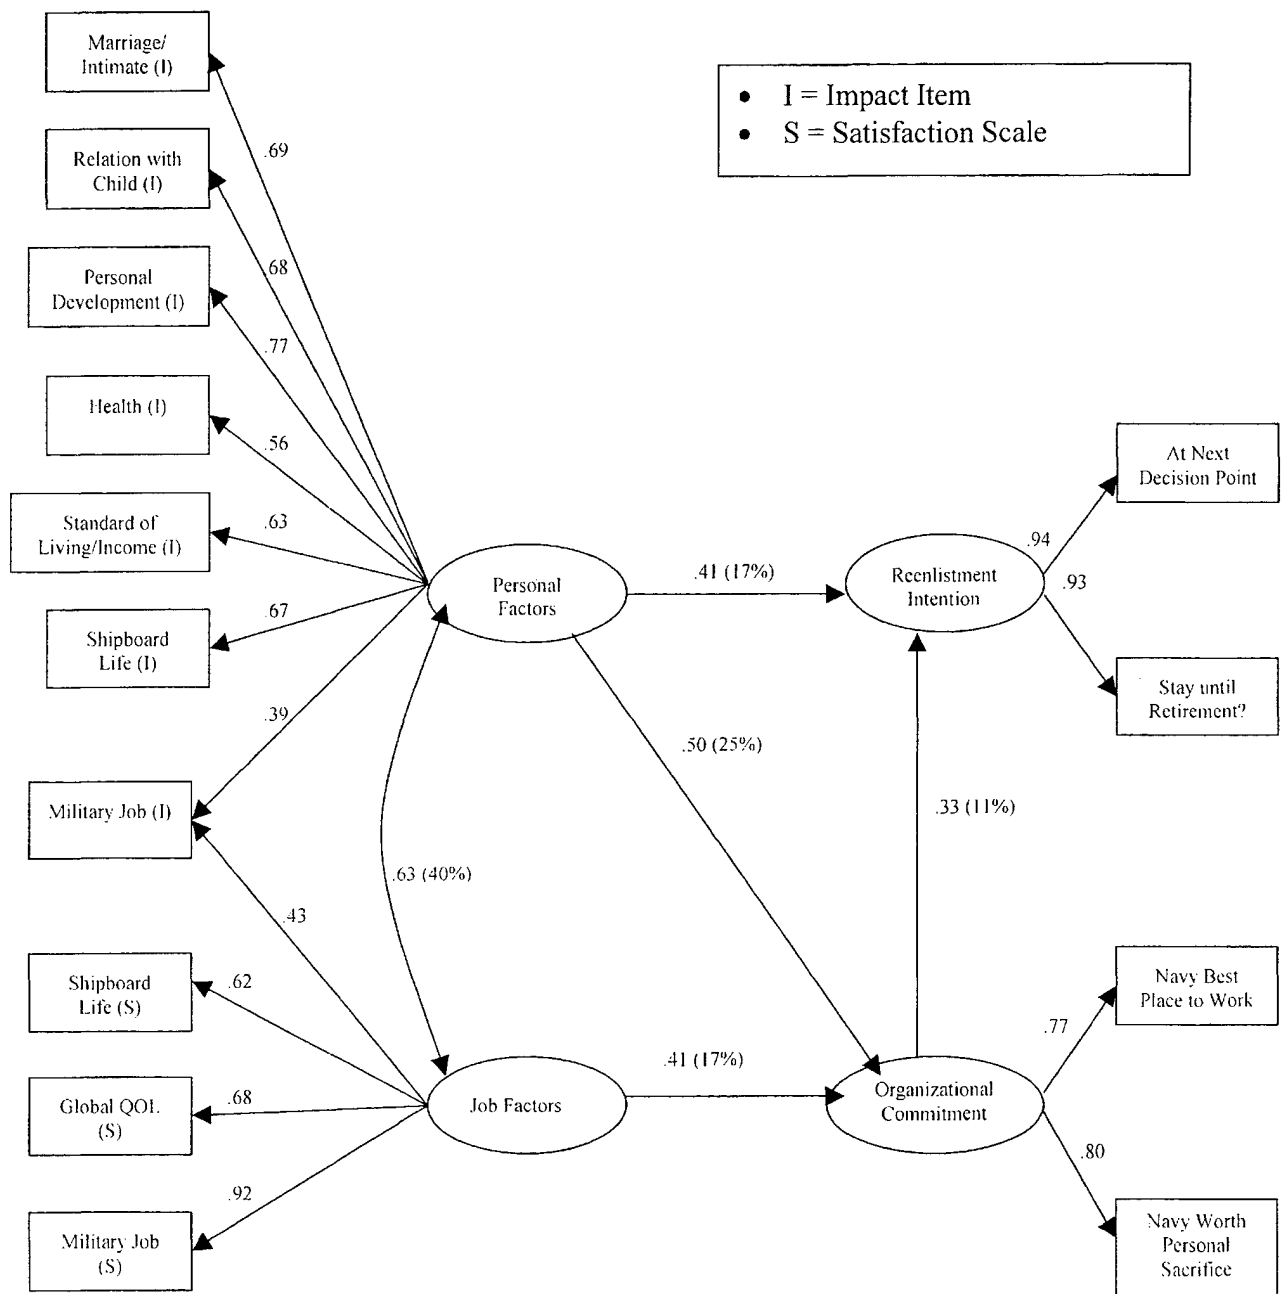 Marriage/
Intimate (I)
• I = Impact Item
• S = Satisfaction Scale
Relation with
Child (I)
.69
Personal
Development (I)
.68
.77
Health (I)
.56
Standard of
Living/Income (I)
.63
Shipboard
Life (I)
.67
Personal
Factors
.41 (17%)
Reenlistment
Intention
.94
.93
At Next
Decision Point
Stay until
Retirement?
.39
.50 (25%)
.33 (11%)
Military Job (I)
.63 (40%)
.43
Shipboard
Life (S)
.62
Global QOL
(S)
.68
Job Factors
.41 (17%)
Organizational
Commitment
.77
.80
Navy Best
Place to Work
Military Job
(S)
.92
Navy Worth
Personal
Sacrifice